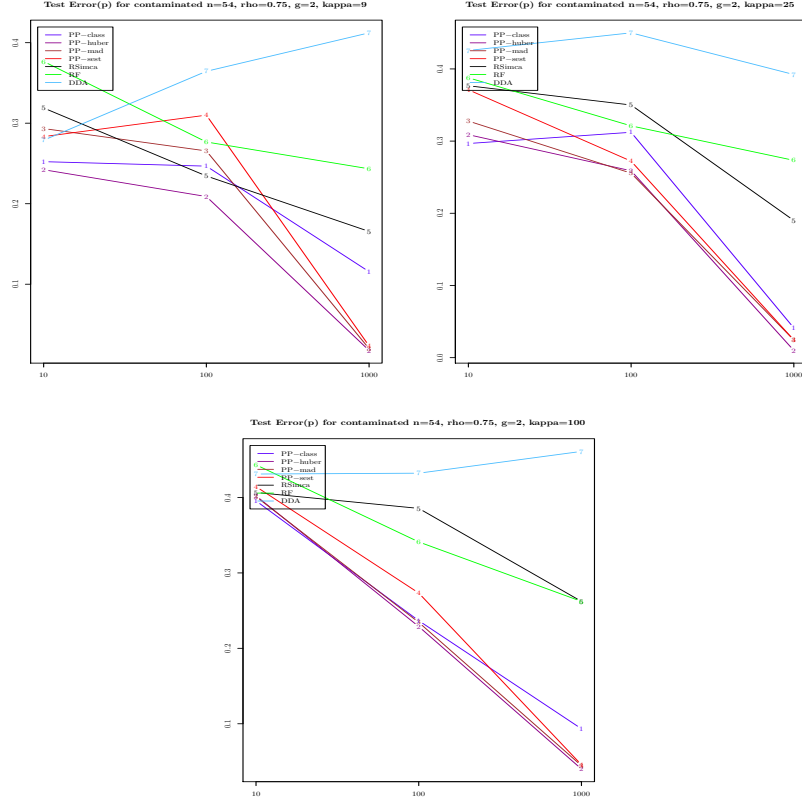 Test Error(p) for contaminated n=54, rho=0.75, g=2, kappa=9
PP−class
PP−huber
PP−mad
PP−sest
RSimca
RF
DDA
0.4
0.3
0.2
0.1
10
100
1000
Test Error(p) for contaminated n=54, rho=0.75, g=2, kappa=25
PP−class
PP−huber
PP−mad
PP−sest
RSimca
RF
DDA
0.4
0.3
0.2
0.1
0.0
10
100
1000
Test Error(p) for contaminated n=54, rho=0.75, g=2, kappa=100
PP−class
PP−huber
PP−mad
PP−sest
RSimca
RF
DDA
0.4
0.3
0.2
0.1
10
100
1000